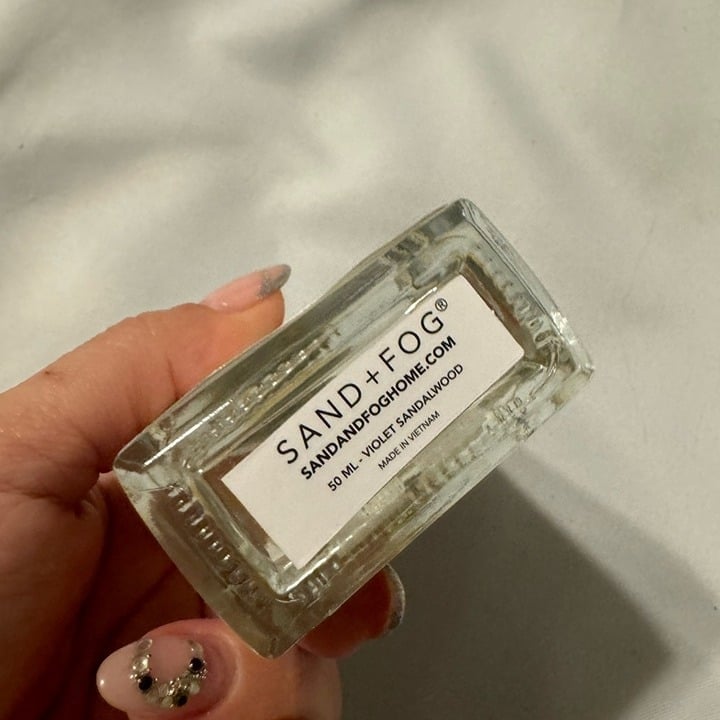 SAND + FOG®
SANDANDFOGHOME.COM
50 ML - VIOLET SANDALWOOD
MADE IN VIETNAM